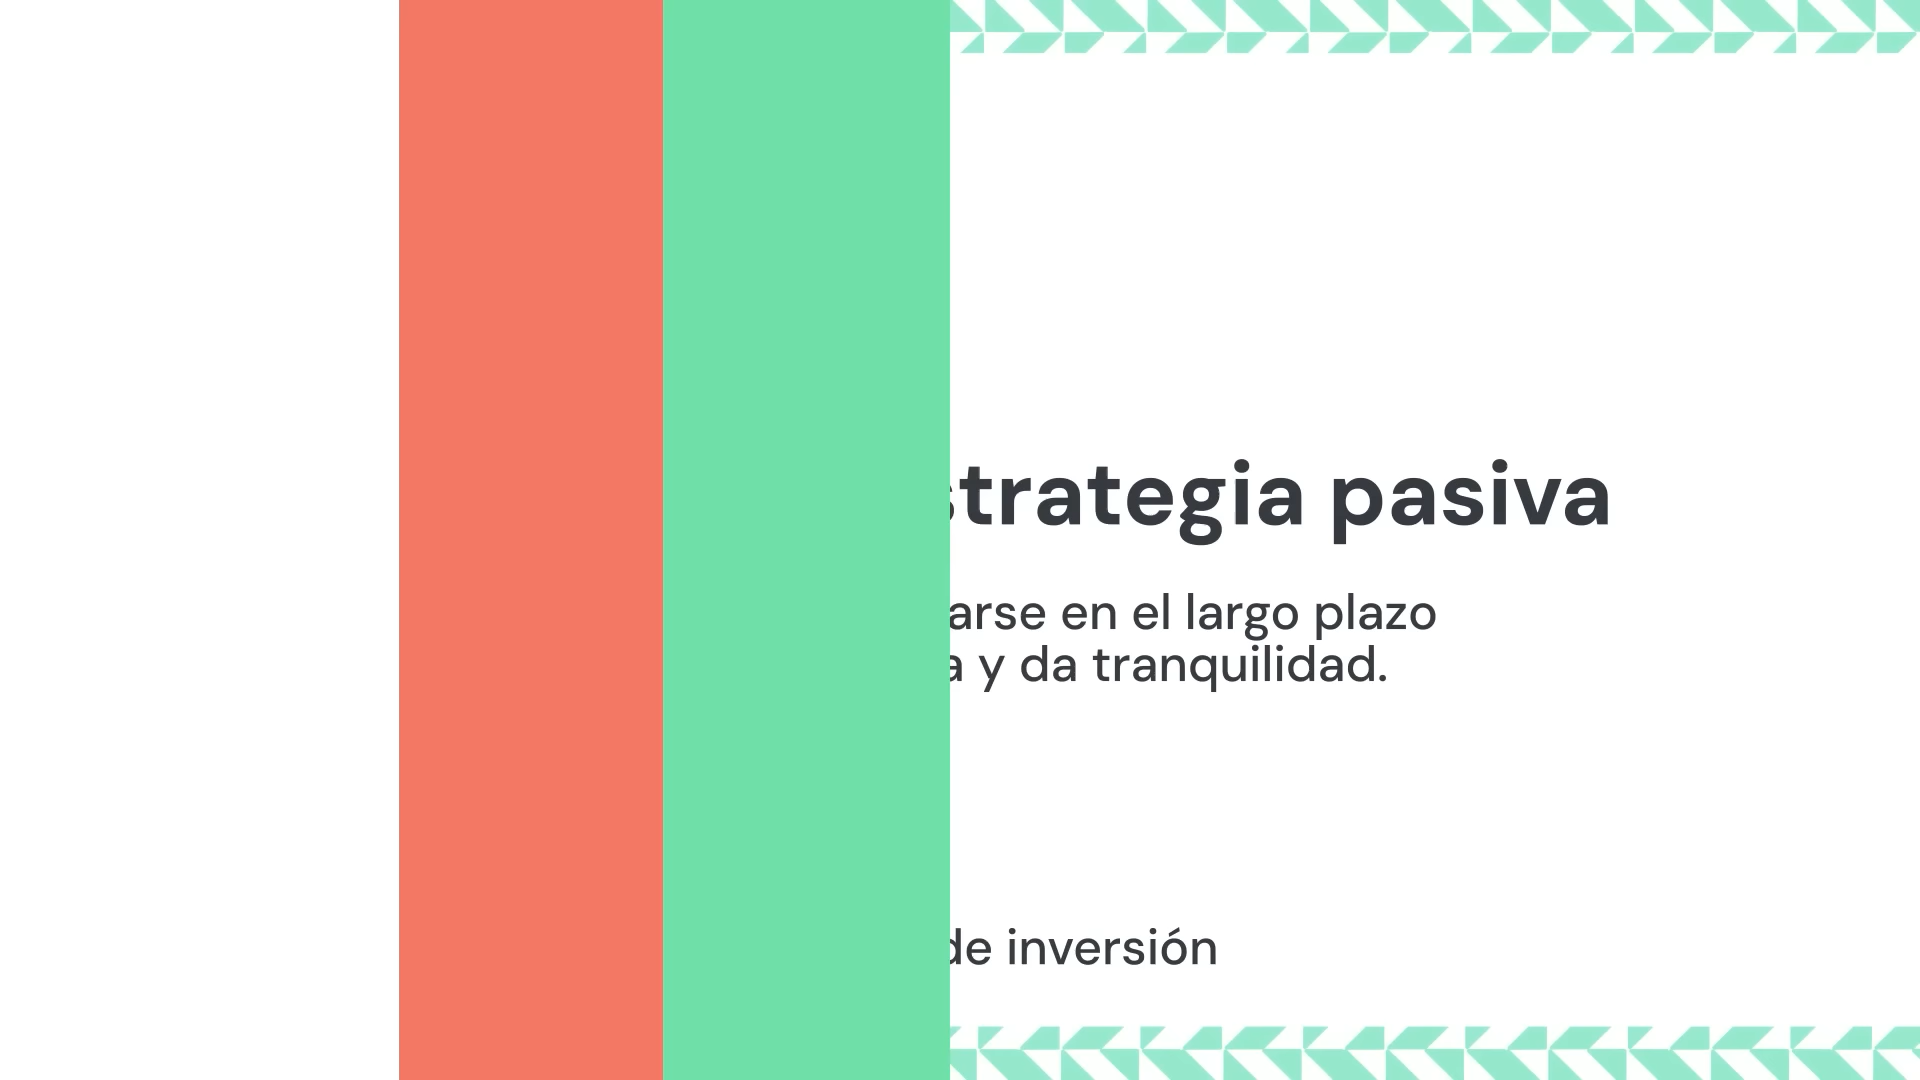 strategia pasiva
arse en el largo plazo
a y da tranquilidad.
de inversión